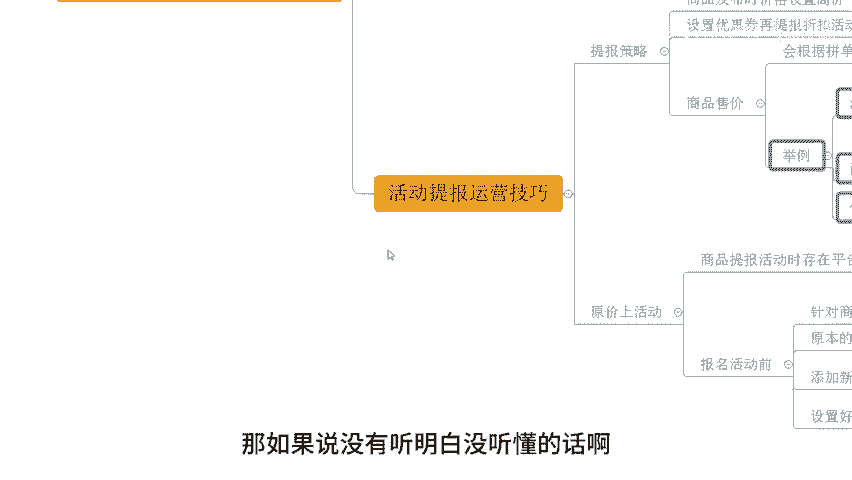 商品发布时价格设置高价
设置优惠券再提报折扣活动
提报策略
会根据拼单
商品售价
举例
活动提报运营技巧
商品提报活动时存在平台
原价上活动
针对商
原本的
报名活动前
添加新
设置好
那如果说没有听明白没听懂的话啊